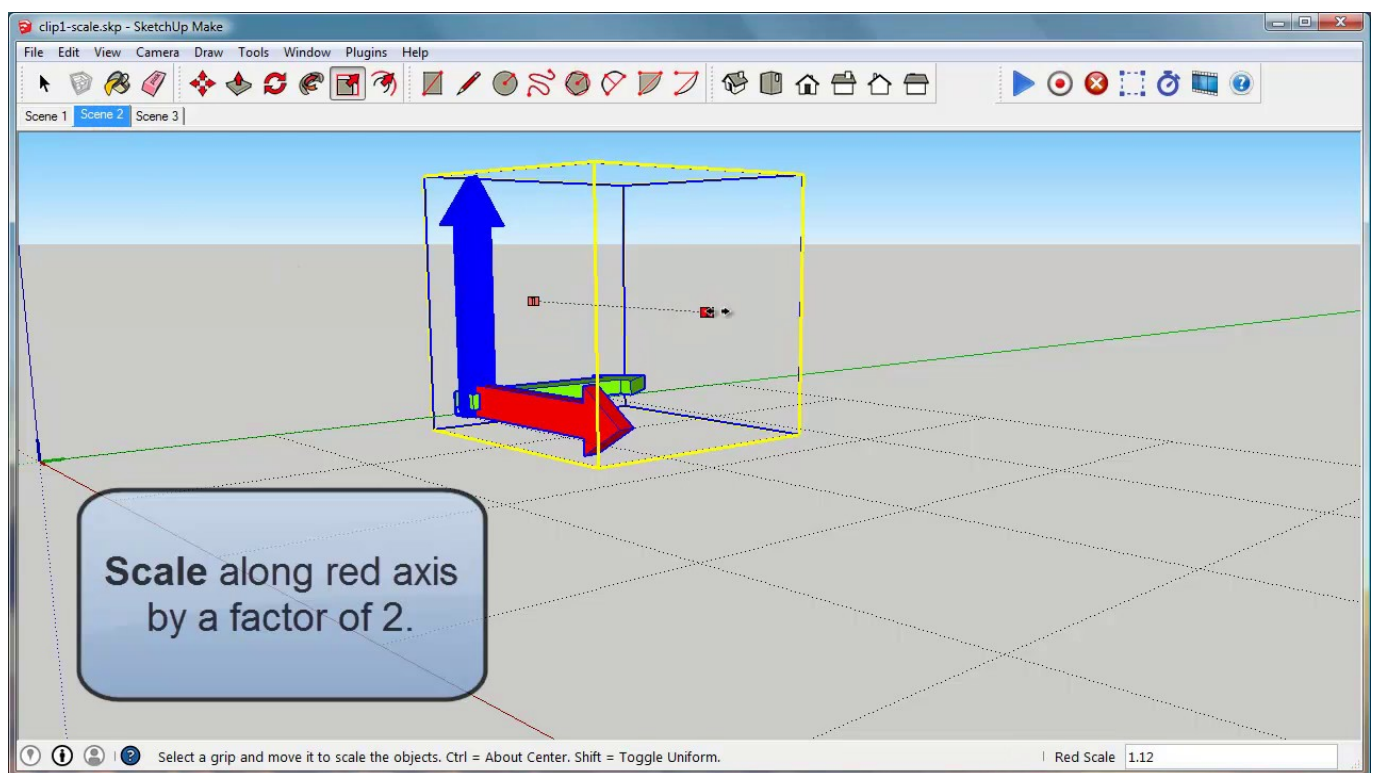 clip1-scale.skp - SketchUp Make
File Edit View Camera Draw Tools Window Plugins Help
Scene 1 Scene 2 Scene 3
Scale along red axis
by a factor of 2.
Select a grip and move it to scale the objects. Ctrl = About Center. Shift = Toggle Uniform.
Red Scale 1.12